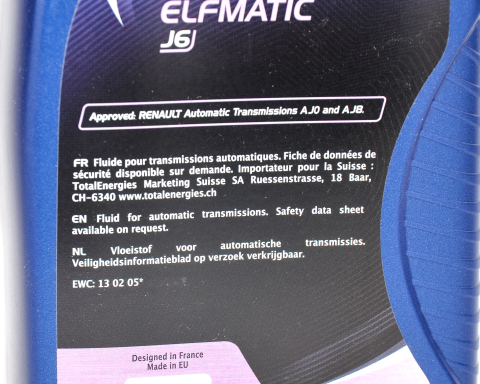 ELFMATIC
J6
Approved: RENAULT Automatic Transmissions AJ0 and AJ8.
FR Fluide pour transmissions automatiques. Fiche de données de
sécurité disponible sur demande. Importateur pour la Suisse :
TotalEnergies Marketing Suisse SA Ruessenstrasse, 18 Baar,
CH-6340 www.totalenergies.ch
EN Fluid for automatic transmissions. Safety data sheet
available on request.
NL Vloeistof voor automatische transmissies.
Veiligheidsinformatieblad op verzoek verkrijgbaar.
EWC: 13 02 05*
Designed in France
Made in EU